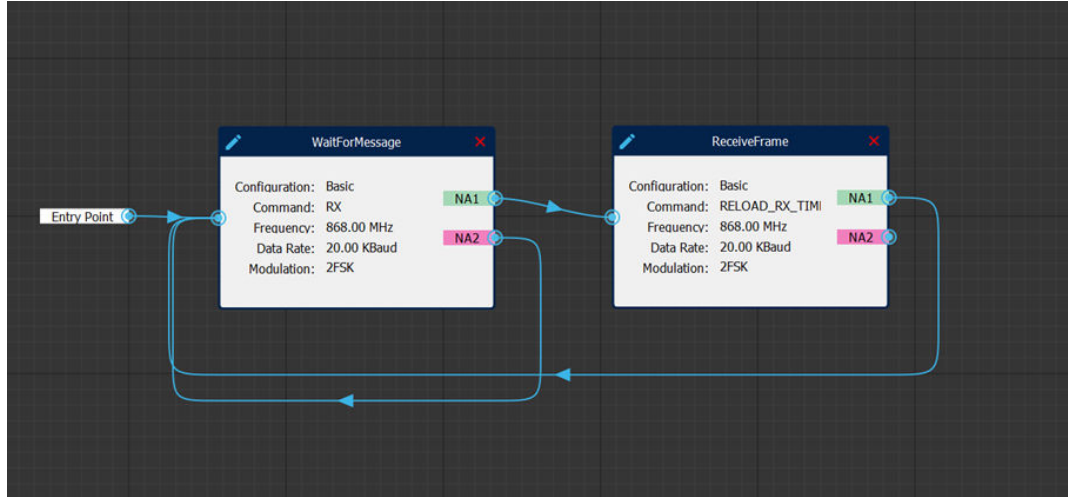 Entry Point
WaitForMessage
Configuration: Basic
Command: RX
Frequency: 868.00 MHz
Data Rate: 20.00 KBaud
Modulation: 2FSK
NA1
NA2
ReceiveFrame
Configuration: Basic
Command: RELOAD_RX_TIMI
Frequency: 868.00 MHz
Data Rate: 20.00 KBaud
Modulation: 2FSK
NA1
NA2